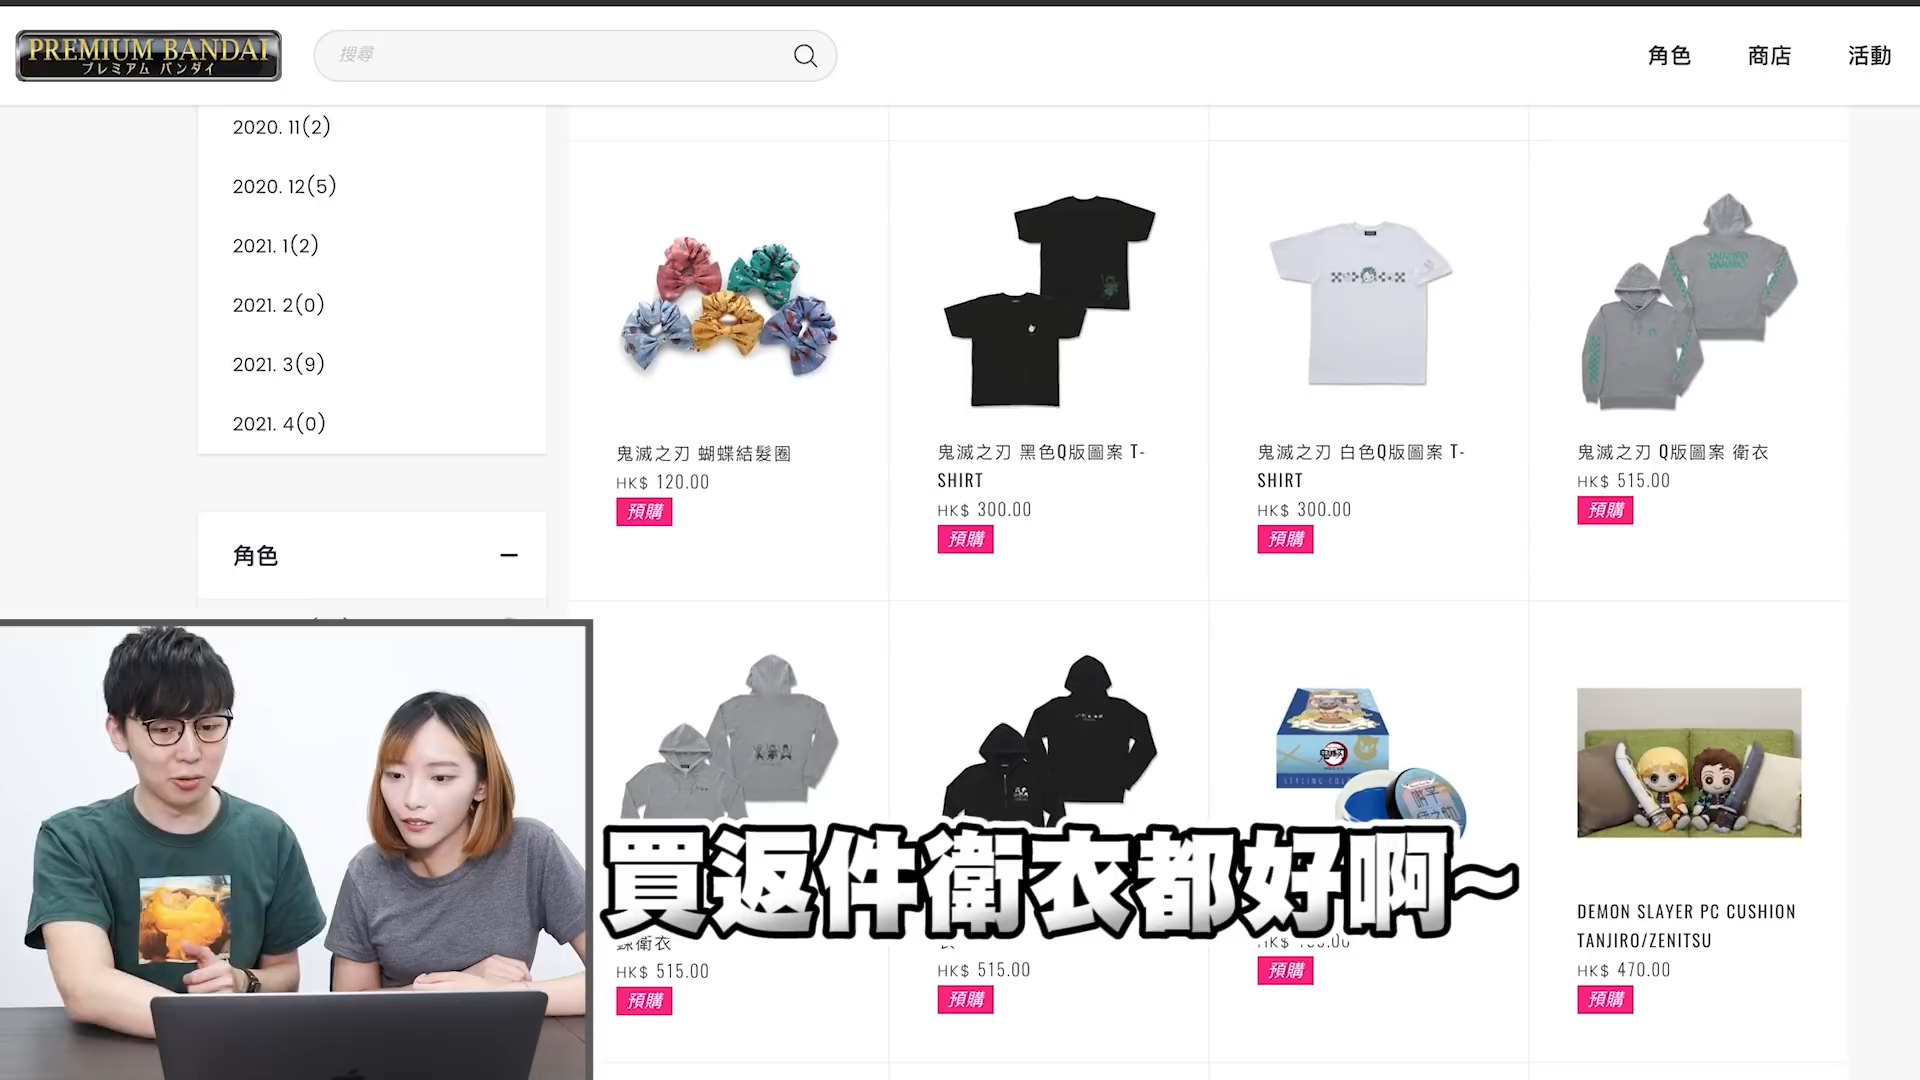 PREMIUM BANDAI
プレミアム バンダイ
搜尋
角色
商店
活動
2020. 11(2)
2020. 12(5)
2021. 1(2)
2021. 2(0)
2021. 3(9)
2021. 4(0)
角色
鬼滅之刃 蝴蝶結髮圈
HK$ 120.00
預購
鬼滅之刃 黑色Q版圖案 T-
SHIRT
HK$ 300.00
預購
鬼滅之刃 白色Q版圖案 T-
SHIRT
HK$ 300.00
預購
鬼滅之刃 Q版圖案 衛衣
HK$ 515.00
預購
鬼滅之刃
買返件衛衣都好啊~
鍊衛衣
HK$ 515.00
預購
HK$ 515.00
預購
預購
DEMON SLAYER PC CUSHION
TANJIRO/ZENITSU
HK$ 470.00
預購